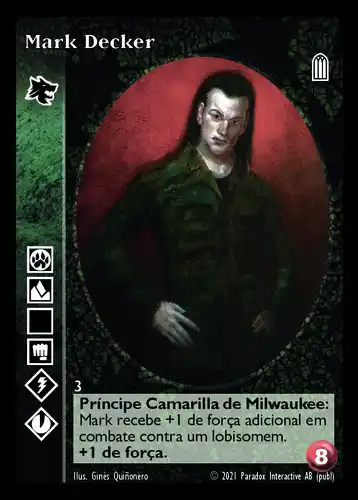 Mark Decker
3
Príncipe Camarilla de Milwaukee:
Mark recebe +1 de força adicional em
combate contra um lobisomem.
+1 de força.
8
Ilus. Ginés Quiñonero © 2021 Paradox Interactive AB (publ)